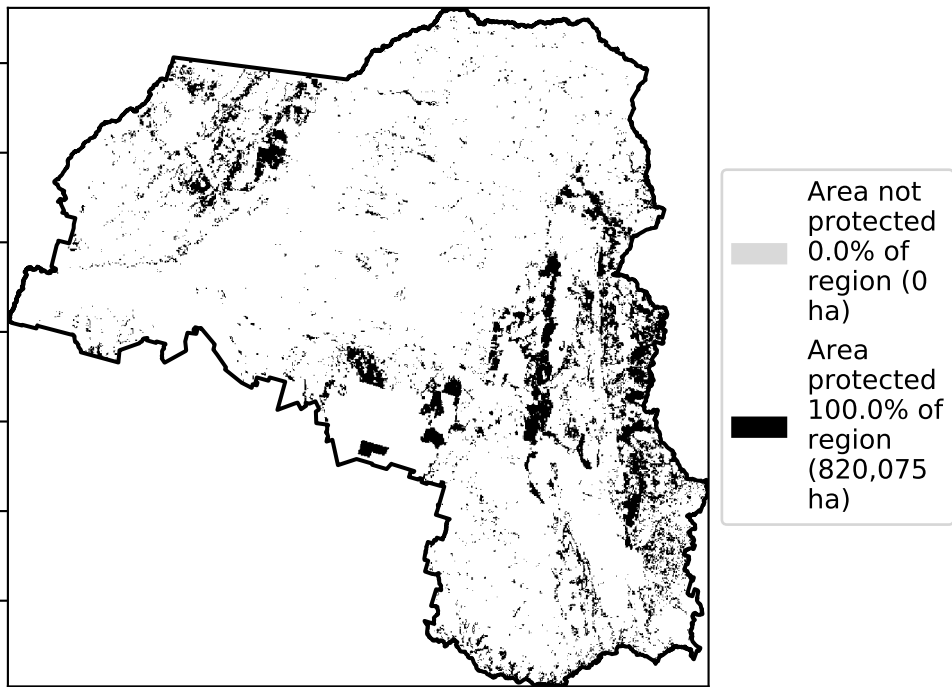 Area not
protected
0.0% of
region (0
ha)
Area
protected
100.0% of
region
(820,075
ha)